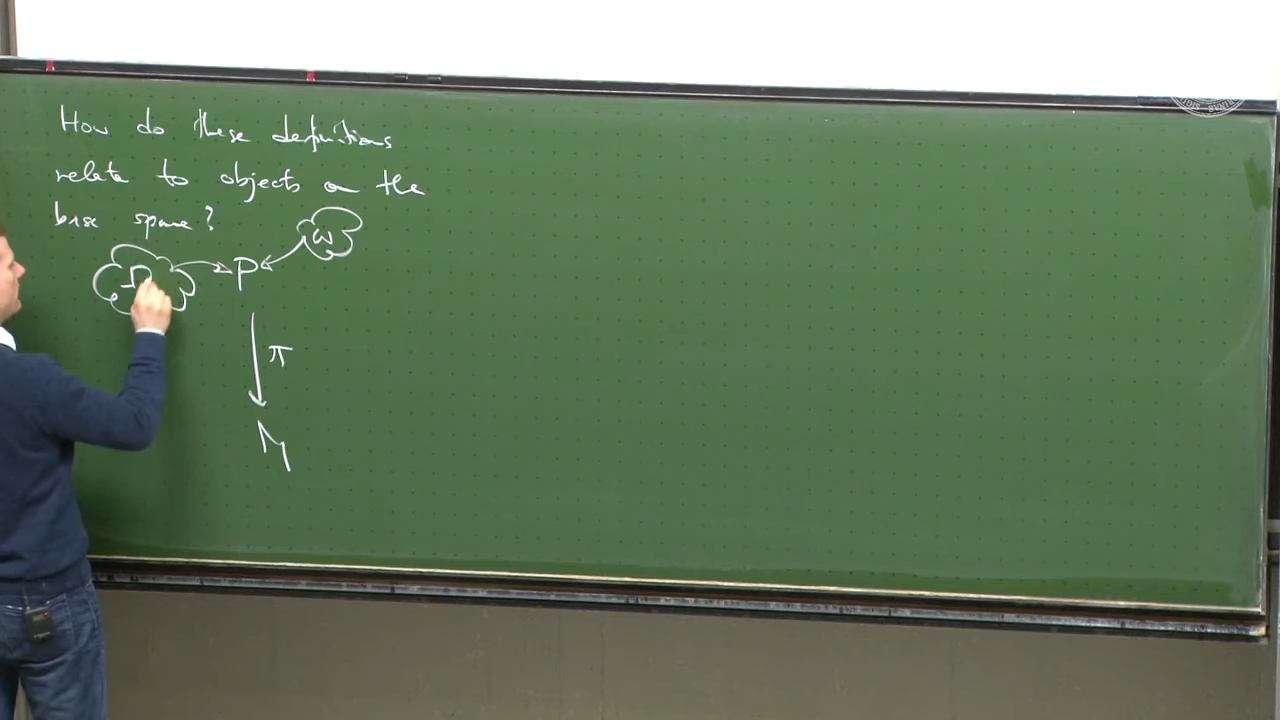 How do these definitions
relate to objects on the
base space?
ω
Ω P
π
M